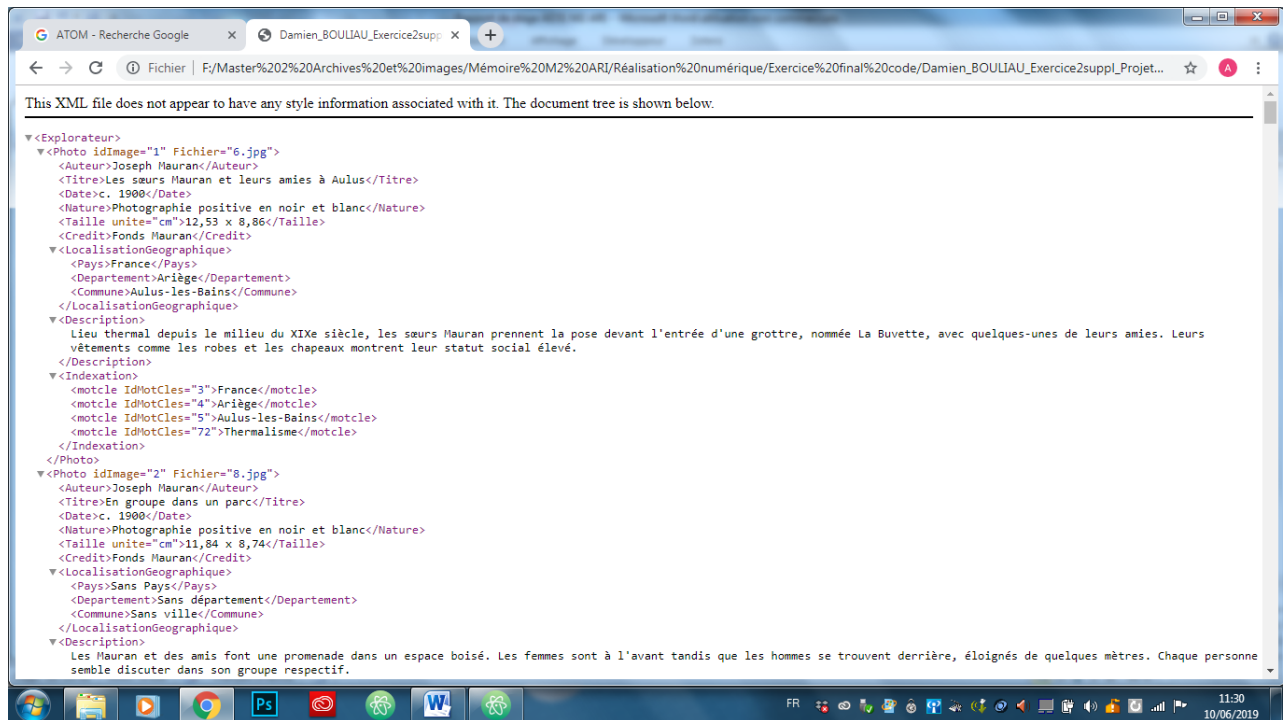 ATOM - Recherche Google
Damien_BOULIAU_Exercice2supp
Fichier | F:/Master%202%20Archives%20et%20images/Mémoire%20M2%20ARI/Réalisation%20numérique/Exercice%20final%20code/Damien_BOULIAU_Exercice2suppl_Projet...
A
This XML file does not appear to have any style information associated with it. The document tree is shown below.
▼<Explorateur>
▼<Photo idImage="1" Fichier="6.jpg">
<Auteur>Joseph Mauran</Auteur>
<Titre>Les sœurs Mauran et leurs amies à Aulus</Titre>
<Date>c. 1900</Date>
<Nature>Photographie positive en noir et blanc</Nature>
<Taille unite="cm">12,53 x 8,86</Taille>
<Credit>Fonds Mauran</Credit>
▼<LocalisationGeographique>
<Pays>France</Pays>
<Departement>Ariège</Departement>
<Commune>Aulus-les-Bains</Commune>
</LocalisationGeographique>
▼<Description>
Lieu thermal depuis le milieu du XIXe siècle, les sœurs Mauran prennent la pose devant l'entrée d'une grottre, nommée La Buvette, avec quelques-unes de leurs amies. Leurs
vêtements comme les robes et les chapeaux montrent leur statut social élevé.
</Description>
▼<Indexation>
<motcle IdMotCles="3">France</motcle>
<motcle IdMotCles="4">Ariège</motcle>
<motcle IdMotCles="5">Aulus-les-Bains</motcle>
<motcle IdMotCles="72">Thermalisme</motcle>
</Indexation>
</Photo>
▼<Photo idImage="2" Fichier="8.jpg">
<Auteur>Joseph Mauran</Auteur>
<Titre>En groupe dans un parc</Titre>
<Date>c. 1900</Date>
<Nature>Photographie positive en noir et blanc</Nature>
<Taille unite="cm">11,84 x 8,74</Taille>
<Credit>Fonds Mauran</Credit>
▼<LocalisationGeographique>
<Pays>Sans Pays</Pays>
<Departement>Sans département</Departement>
<Commune>Sans ville</Commune>
</LocalisationGeographique>
▼<Description>
Les Mauran et des amis font une promenade dans un espace boisé. Les femmes sont à l'avant tandis que les hommes se trouvent derrière, éloignés de quelques mètres. Chaque personne
semble discuter dans son groupe respectif.
Ps
W
FR
11:30
10/06/2019